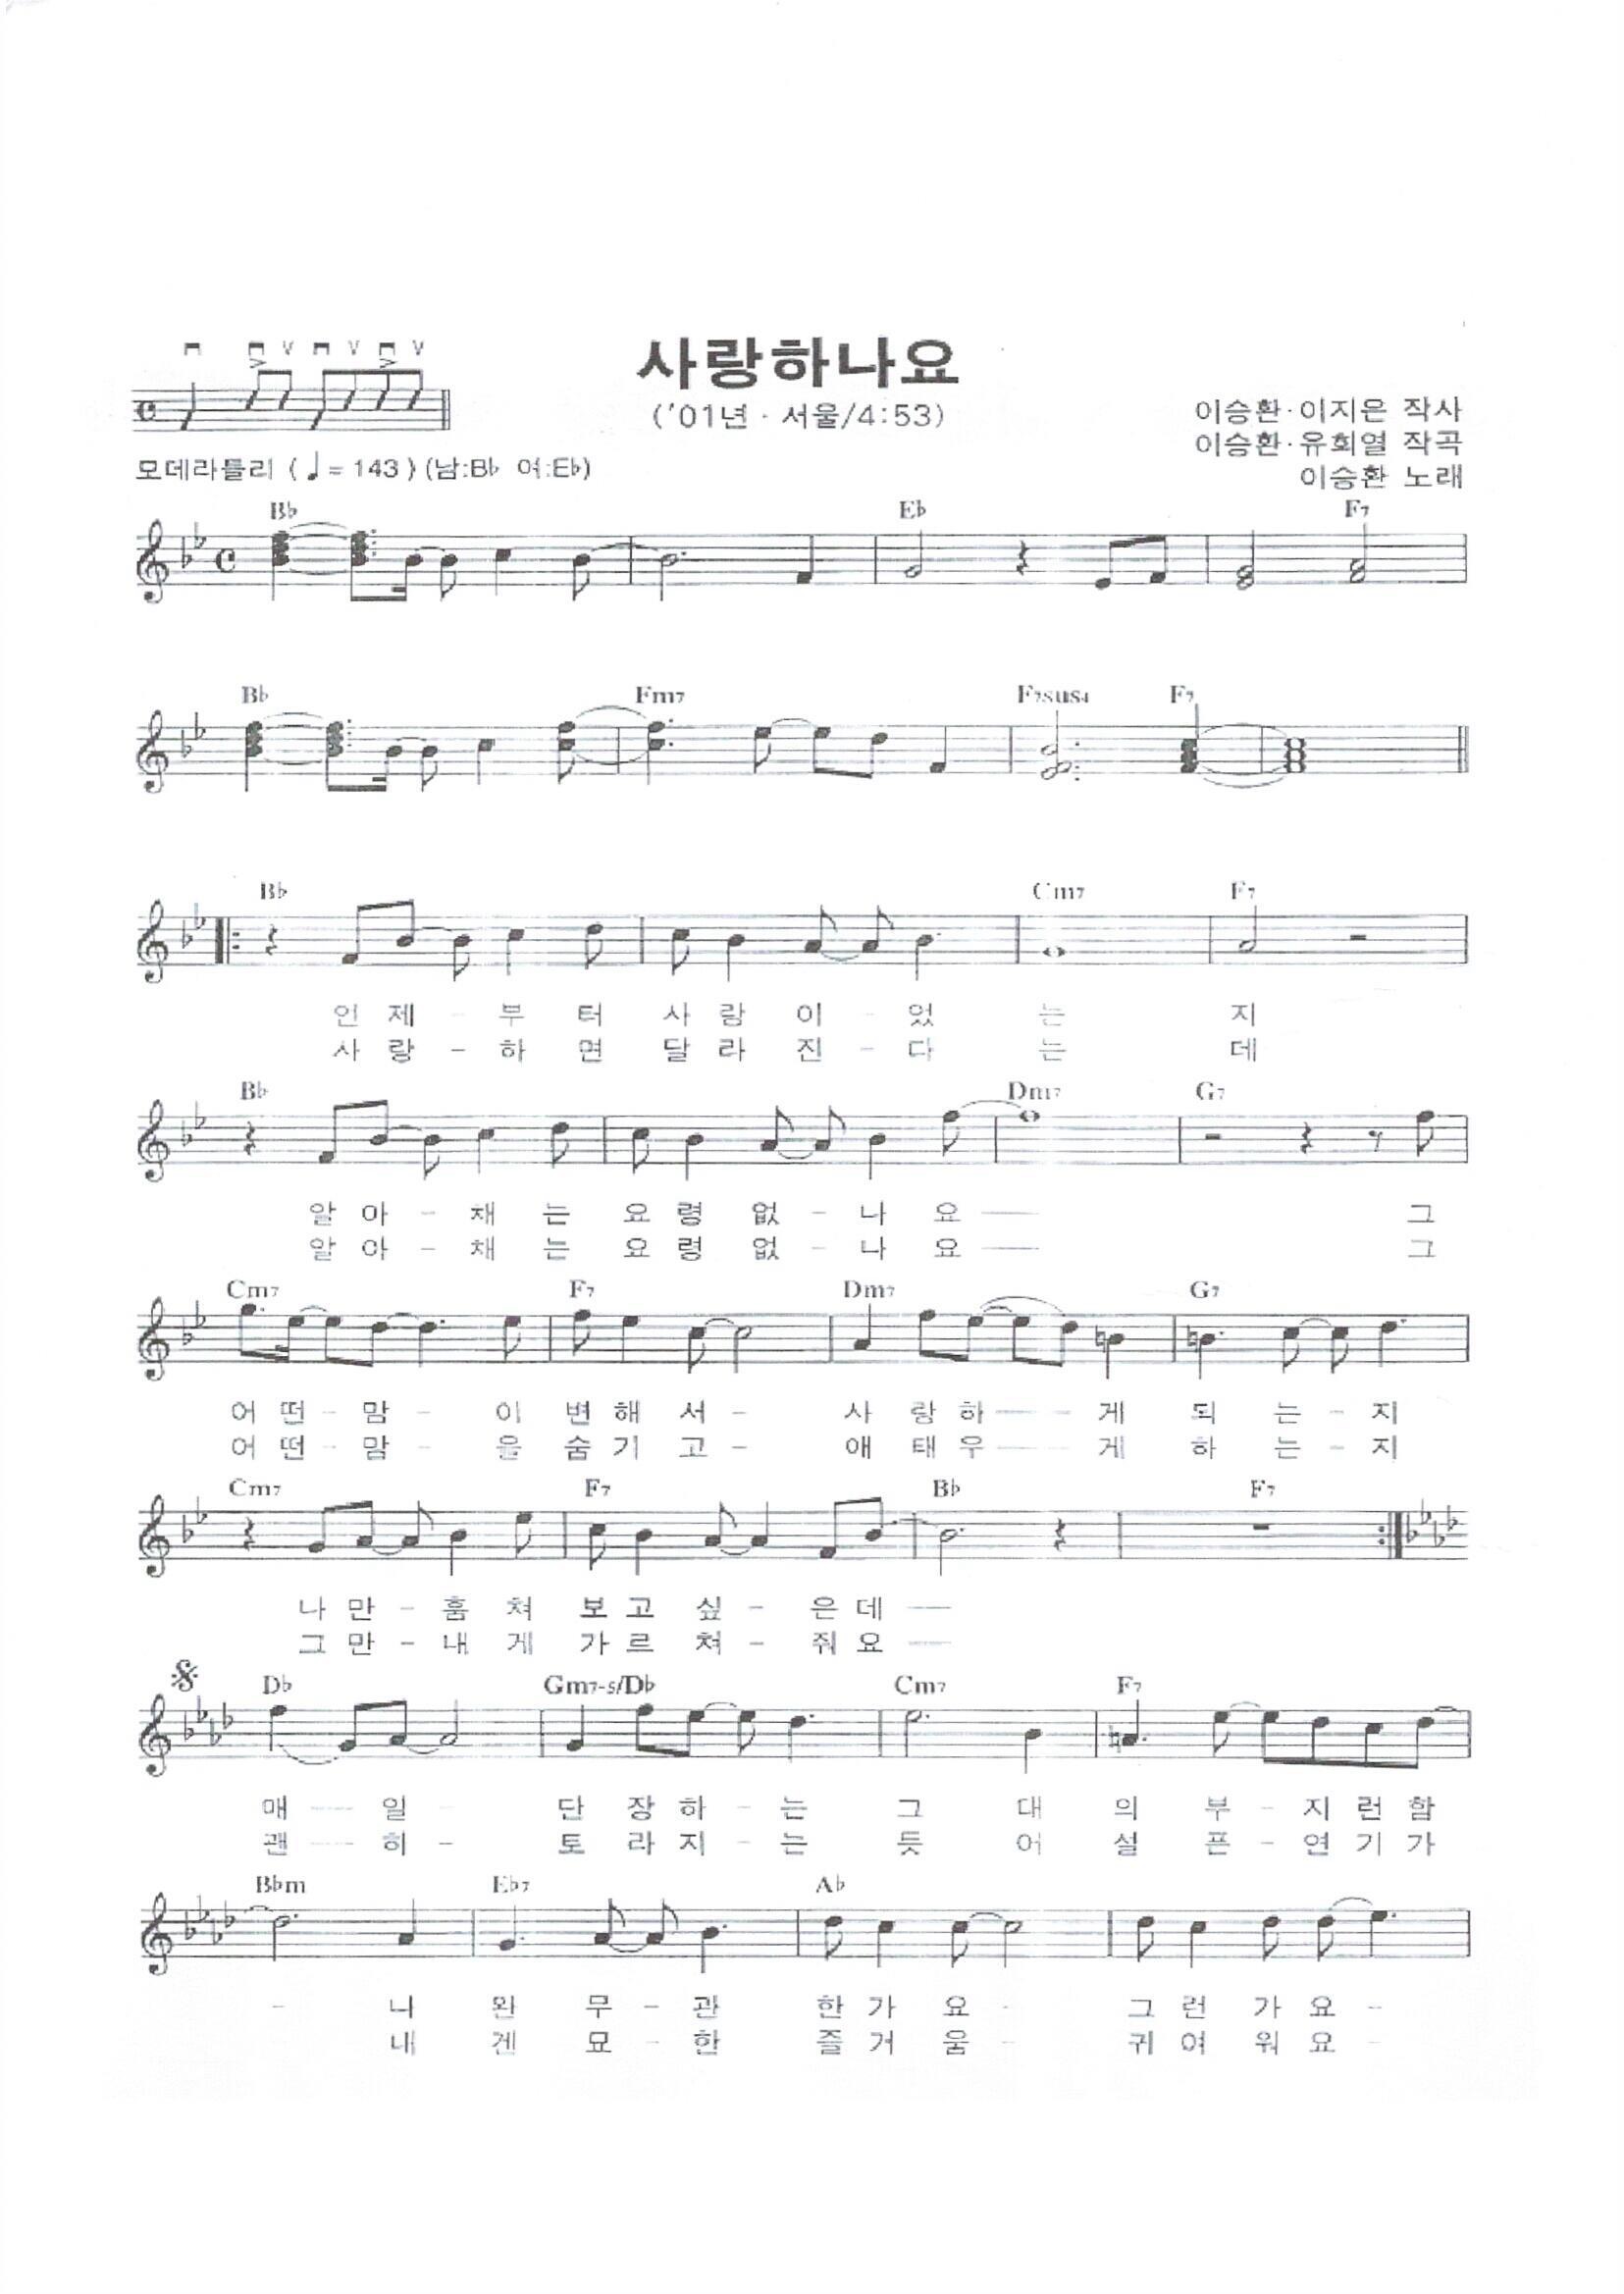 사랑하나요
('01년 · 서울/4:53)
이승환·이지은 작사
이승환·유희열 작곡
이승환 노래
모데라틀리 (♩= 143) (남:B♭ 여:E♭)
B♭ E♭ F7
B♭ Fm7 F7sus4 F7
B♭ Cm7 F7
언 제 - 부 터 사 랑 이 - 었 는 지
사 랑 - 하 면 달 라 진 - 다 는 데
B♭ Dm7 G7
알 아 - 채 는 요 령 없 - 나 요 — 그
알 아 - 채 는 요 령 없 - 나 요 — 그
Cm7 F7 Dm7 G7
어 떤 - 맘 - 이 변 해 서 - 사 랑 하 — - 게 되 는 - 지
어 떤 - 맘 - 을 숨 기 고 - 애 태 우 — - 게 하 는 - 지
Cm7 F7 B♭ F7
나 만 - 훔 쳐 보 고 싶 - 은 데 —
그 만 - 내 게 가 르 쳐 - 줘 요 —
D♭ Gm7-5/D♭ Cm7 F7
매 — 일 - 단 장 하 - 는 그 대 의 부 - 지 런 함
괜 — 히 - 토 라 지 - 는 듯 어 설 픈 - 연 기 가
B♭m E♭7 A♭
- 나 완 무 - 관 한 가 요 - 그 런 가 요 -
내 겐 묘 - 한 즐 거 움 - 귀 여 워 요 -